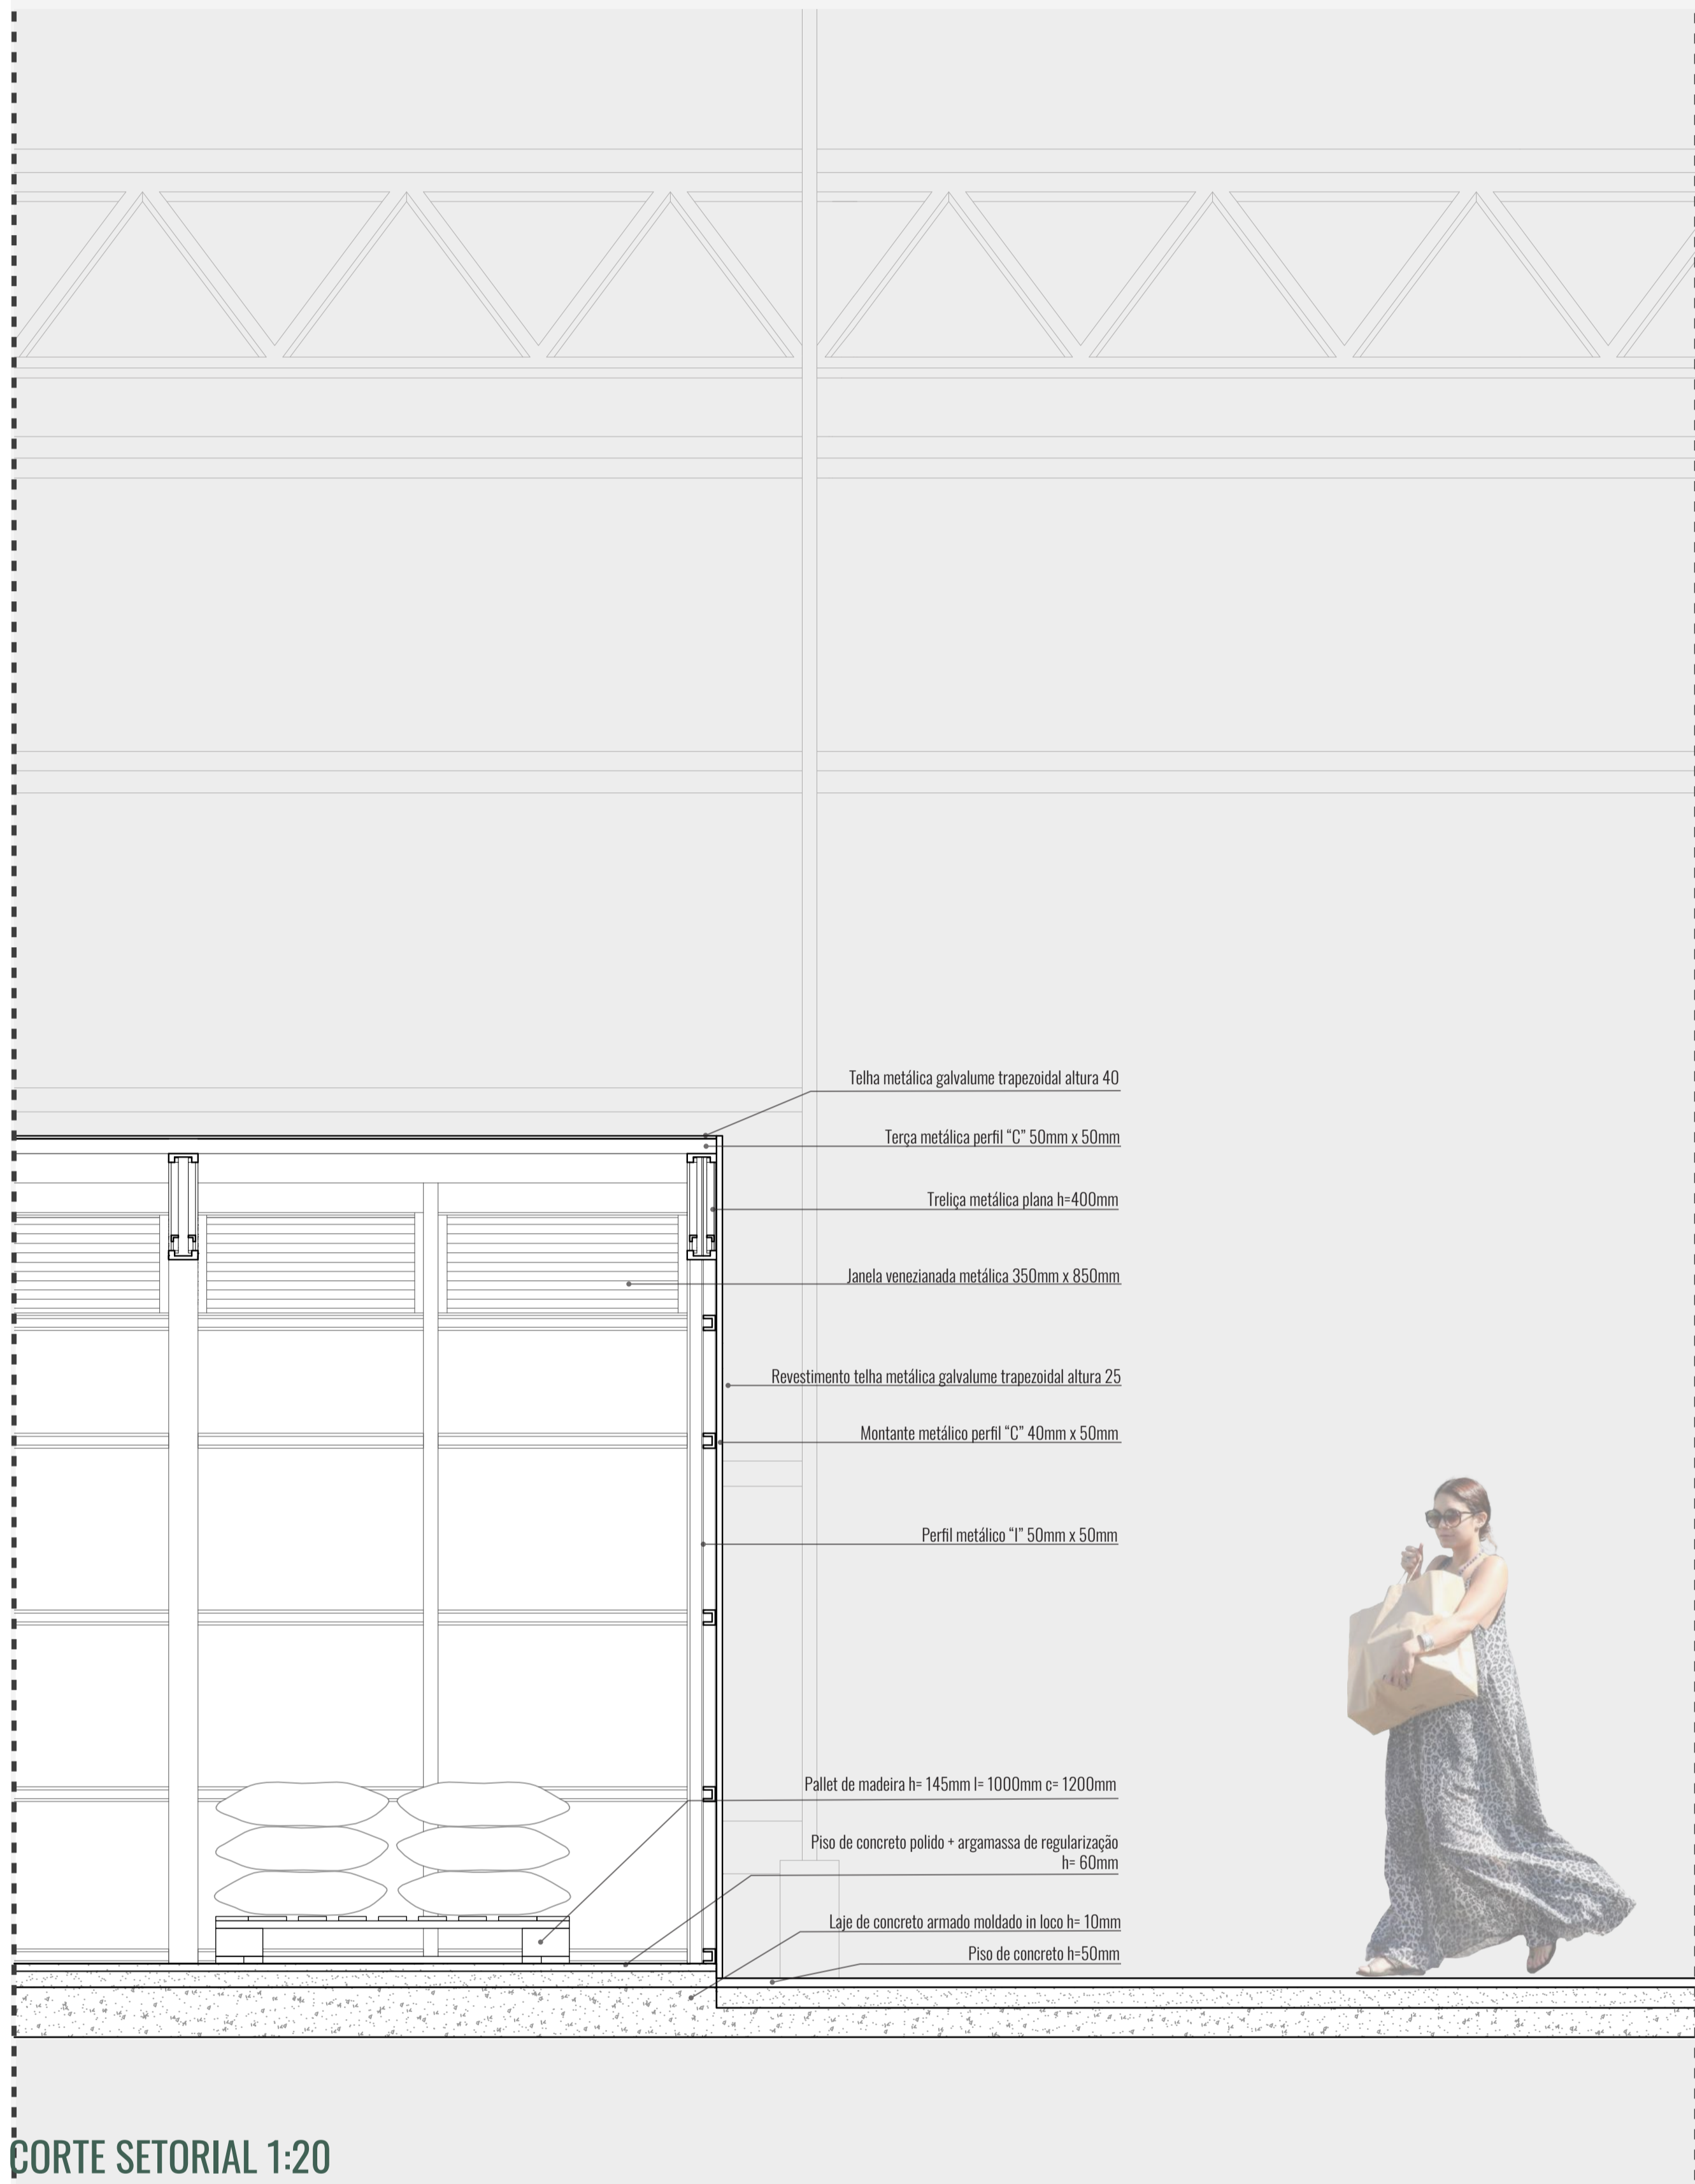 Telha metálica galvalume trapezoidal altura 40
Terça metálica perfil “C” 50mm x 50mm
Treliça metálica plana h=400mm
Janela venezianada metálica 350mm x 850mm
Revestimento telha metálica galvalume trapezoidal altura 25
Montante metálico perfil “C” 40mm x 50mm
Perfil metálico “I” 50mm x 50mm
Pallet de madeira h= 145mm l= 1000mm c= 1200mm
Piso de concreto polido + argamassa de regularização
h= 60mm
Laje de concreto armado moldado in loco h= 10mm
Piso de concreto h=50mm
CORTE SETORIAL 1:20